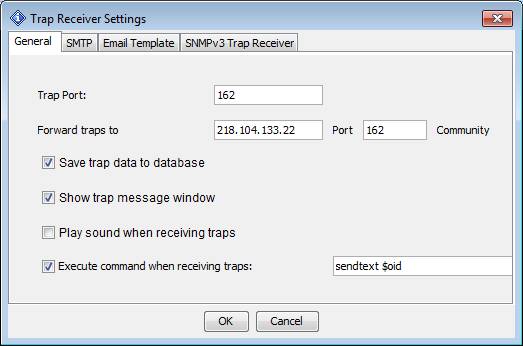 Trap Receiver Settings
General SMTP Email Template SNMPv3 Trap Receiver
Trap Port: 162
Forward traps to 218.104.133.22 Port 162 Community
Save trap data to database
Show trap message window
Play sound when receiving traps
Execute command when receiving traps: sendtext $oid
OK Cancel